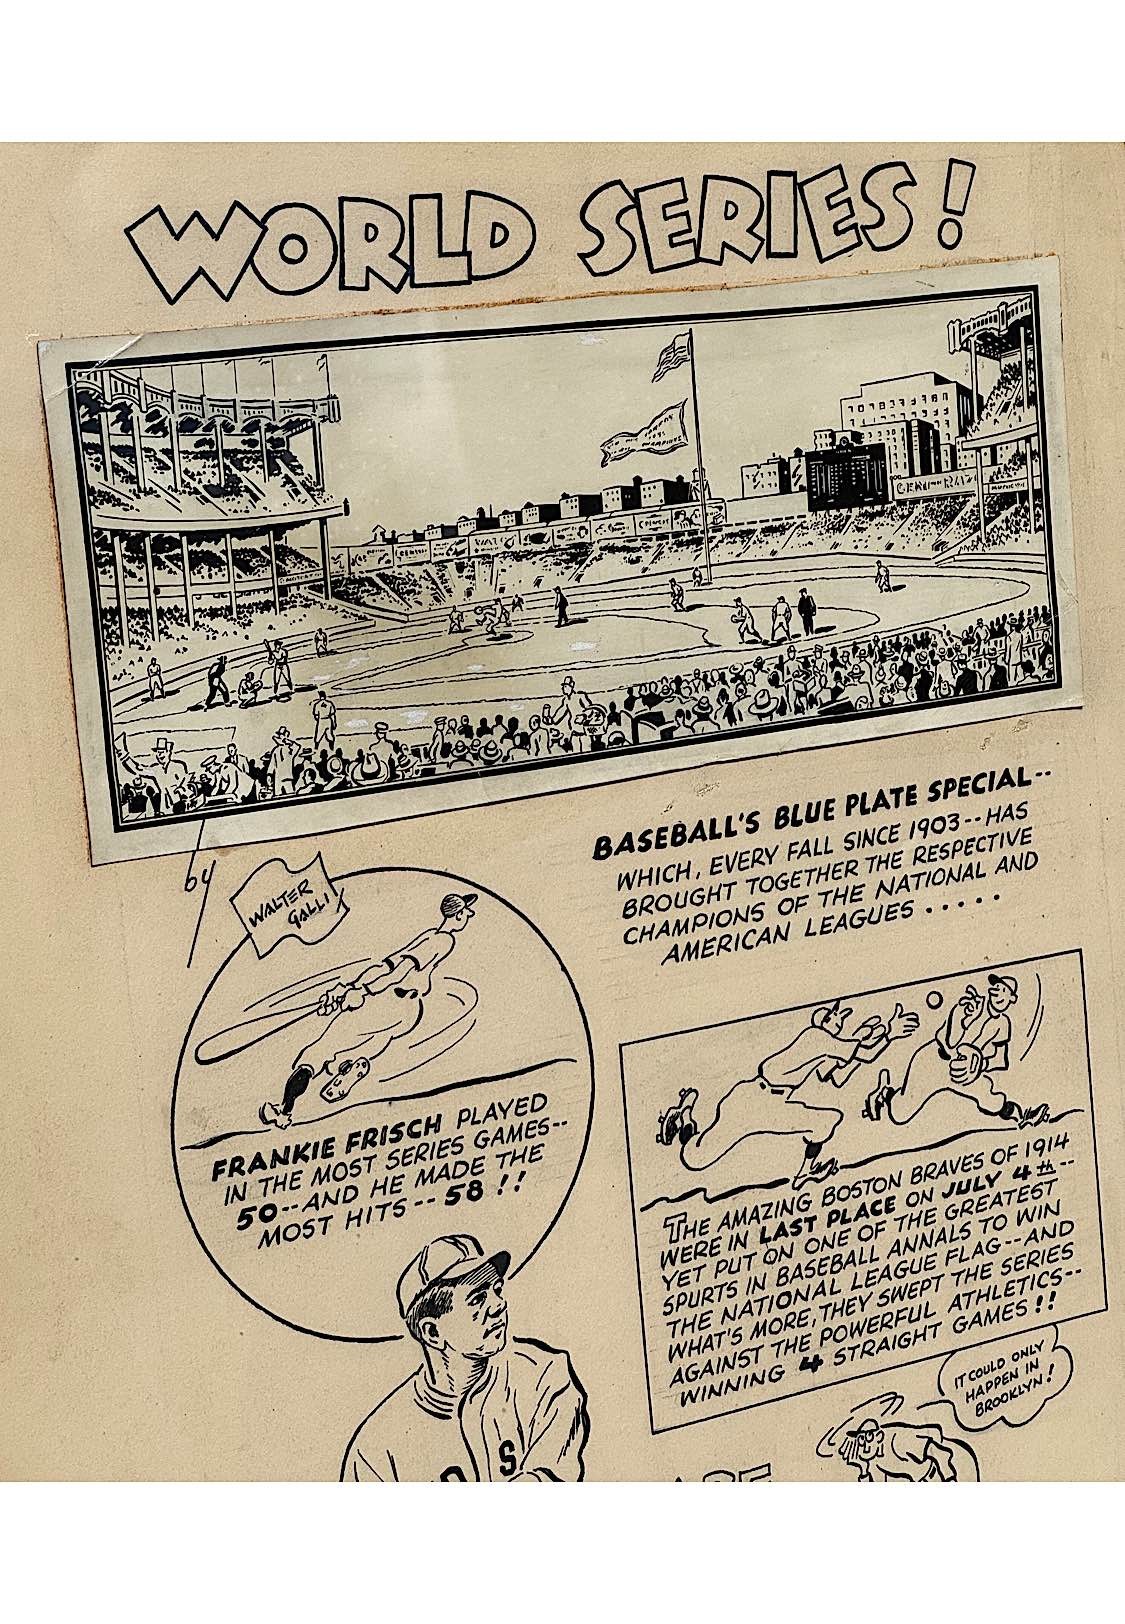 WORLD SERIES!
by
WALTER
GALLI
BASEBALL'S BLUE PLATE SPECIAL--
WHICH, EVERY FALL SINCE 1903--HAS
BROUGHT TOGETHER THE RESPECTIVE
CHAMPIONS OF THE NATIONAL AND
AMERICAN LEAGUES.....
FRANKIE FRISCH PLAYED
IN THE MOST SERIES GAMES--
50--AND HE MADE THE
MOST HITS--58!!
THE AMAZING BOSTON BRAVES OF 1914
WERE IN LAST PLACE ON JULY 4th--
YET PUT ON ONE OF THE GREATEST
SPURTS IN BASEBALL ANNALS TO WIN
THE NATIONAL LEAGUE FLAG--AND
WHAT'S MORE, THEY SWEPT THE SERIES
AGAINST THE POWERFUL ATHLETICS--
WINNING 4 STRAIGHT GAMES!!
IT COULD ONLY
HAPPEN IN
BROOKLYN!
S